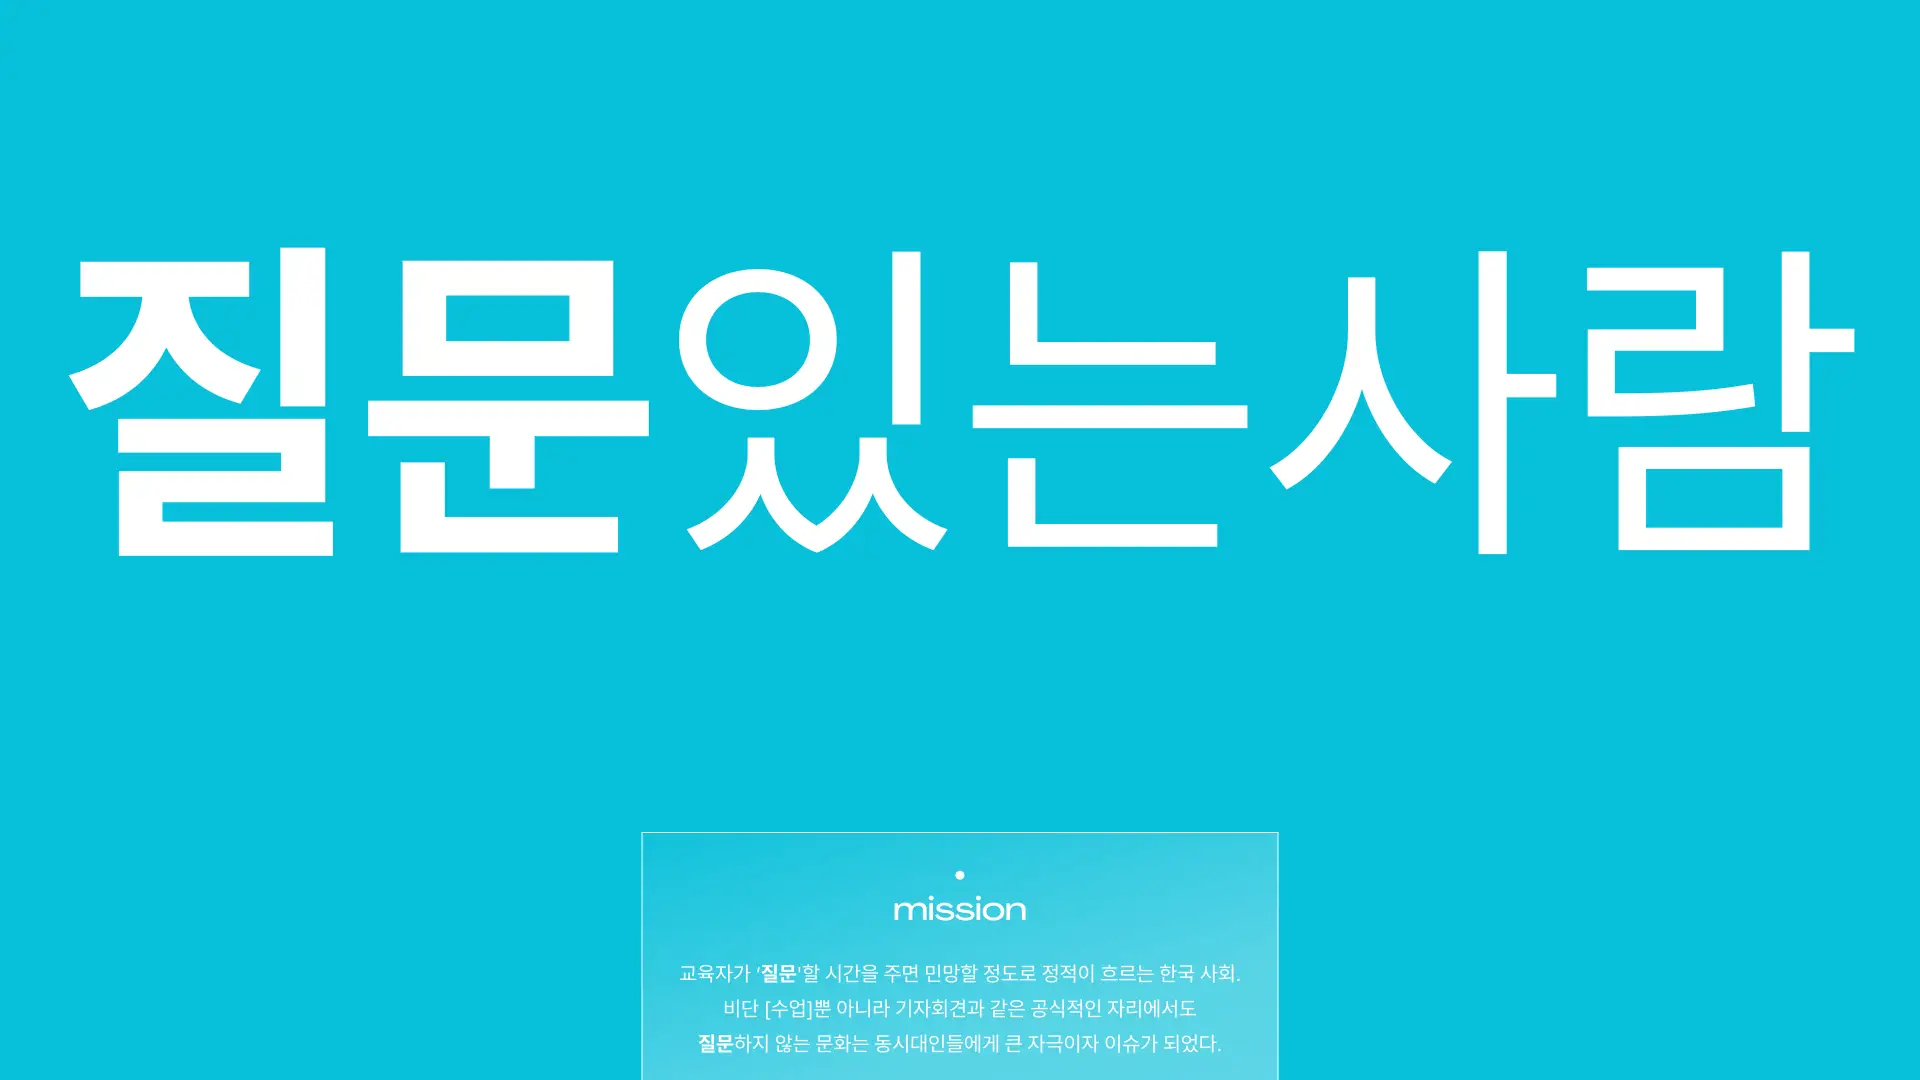 질문있는사람
mission
교육자가 '질문'할 시간을 주면 민망할 정도로 정적이 흐르는 한국 사회.
비단 [수업]뿐 아니라 기자회견과 같은 공식적인 자리에서도
질문하지 않는 문화는 동시대인들에게 큰 자극이자 이슈가 되었다.